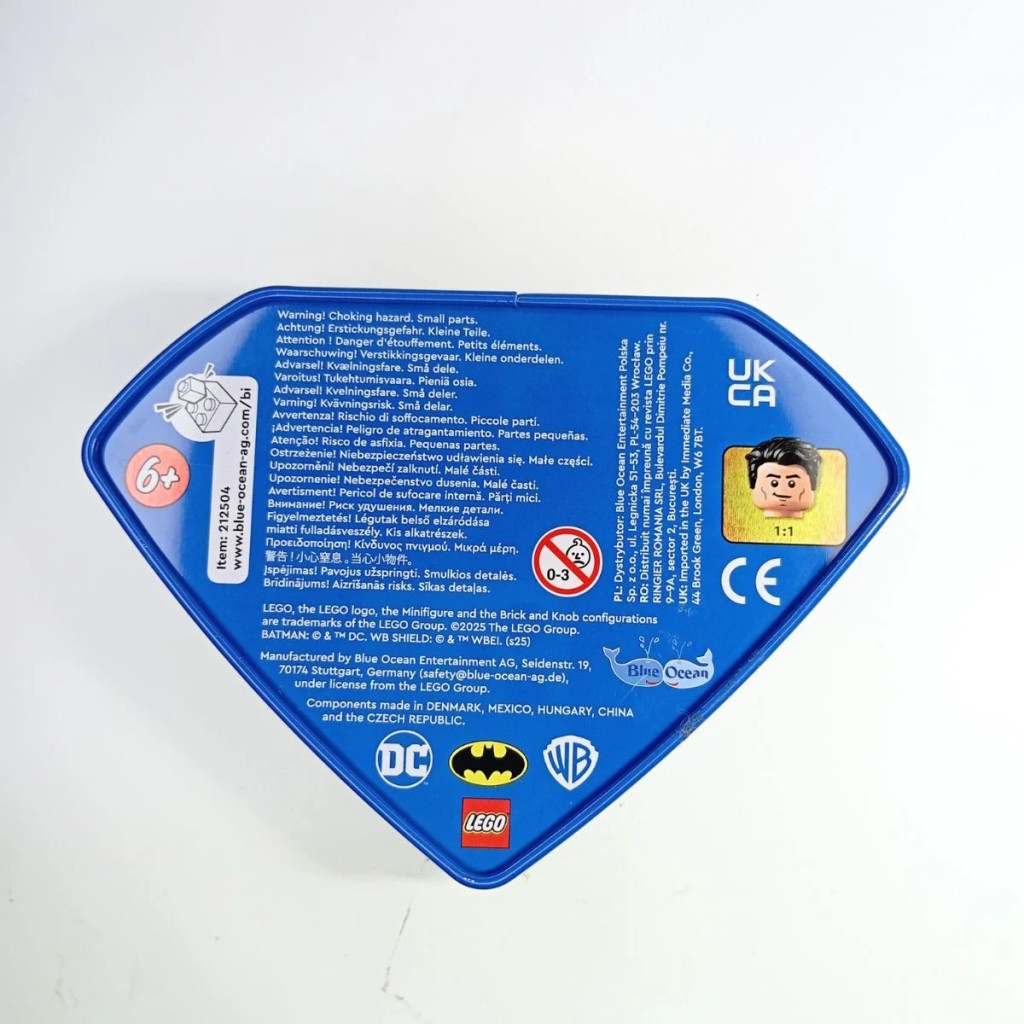 Warning! Choking hazard. Small parts.
Achtung! Erstickungsgefahr. Kleine Teile.
Attention ! Danger d'étouffement. Petits éléments.
Waarschuwing! Verstikkingsgevaar. Kleine onderdelen.
Advarsel! Kvælningsfare. Små dele.
Varoitus! Tukehtumisvaara. Pieniä osia.
Advarsel! Kvelningsfare. Små deler.
Varning! Kvävningsrisk. Små delar.
Avvertenza! Rischio di soffocamento. Piccole parti.
¡Advertencia! Peligro de atragantamiento. Partes pequeñas.
Atenção! Risco de asfixia. Pequenas partes.
Ostrzeżenie! Niebezpieczeństwo udławienia się. Małe części.
Upozornění! Nebezpečí zalknutí. Malé části.
Upozornenie! Nebezpečenstvo dusenia. Malé časti.
Avertisment! Pericol de sufocare internă. Părți mici.
Внимание! Риск удушения. Мелкие детали.
Figyelmeztetés! Légutak belső elzáródása
miatti fulladásveszély. Kis alkatrészek.
Προειδοποίηση! Κίνδυνος πνιγμού. Μικρά μέρη.
警告！小心窒息。当心小物件。
Įspėjimas! Pavojus užspringti. Smulkios detalės.
Brīdinājums! Aizrīšanās risks. Sīkas detaļas.
LEGO, the LEGO logo, the Minifigure and the Brick and Knob configurations
are trademarks of the LEGO Group. ©2025 The LEGO Group.
BATMAN: © & ™ DC. WB SHIELD: © & ™ WBEI. (s25)
Manufactured by Blue Ocean Entertainment AG, Seidenstr. 19,
70174 Stuttgart, Germany (safety@blue-ocean-ag.de),
under license from the LEGO Group.
Components made in DENMARK, MEXICO, HUNGARY, CHINA
and the CZECH REPUBLIC.
6+
Item: 212504
www.blue-ocean-ag.com/bi
0-3
PL: Dystrybutor: Blue Ocean Entertainment Polska
Sp. z o.o, ul. Legnicka 51-53, PL-54-203 Wrocław.
RO: Distribuit numai împreună cu revista LEGO prin
RINGIER ROMANIA SRL, Bulevardul Dimitrie Pompeiu nr.
9-9A, sector 2, București.
UK: Imported in the UK by Immediate Media Co.,
44 Brook Green, London, W6 7BT.
UK
CA
1:1
CE
Blue Ocean
DC
WB
LEGO